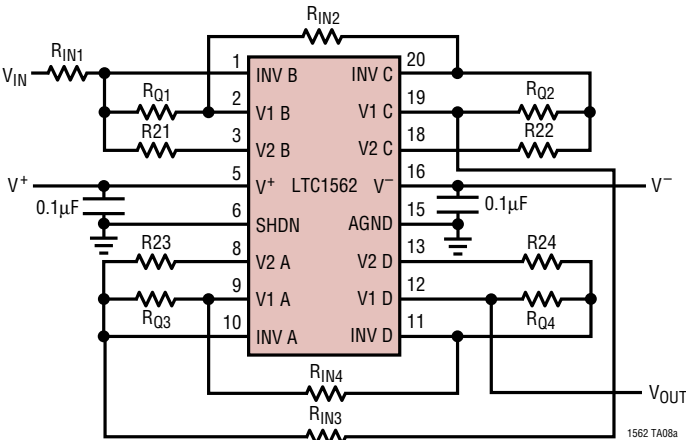 RIN2
RIN1
VIN
1 INV B INV C 20
RQ1 2 V1 B V1 C 19 RQ2
R21 3 V2 B V2 C 18 R22
V+ 5 V+ LTC1562 V− 16 V−
0.1µF 6 SHDN AGND 15 0.1µF
R23 8 V2 A V2 D 13 R24
9 V1 A V1 D 12
RQ3 10 INV A INV D 11 RQ4
RIN4
VOUT
RIN3
1562 TA08a